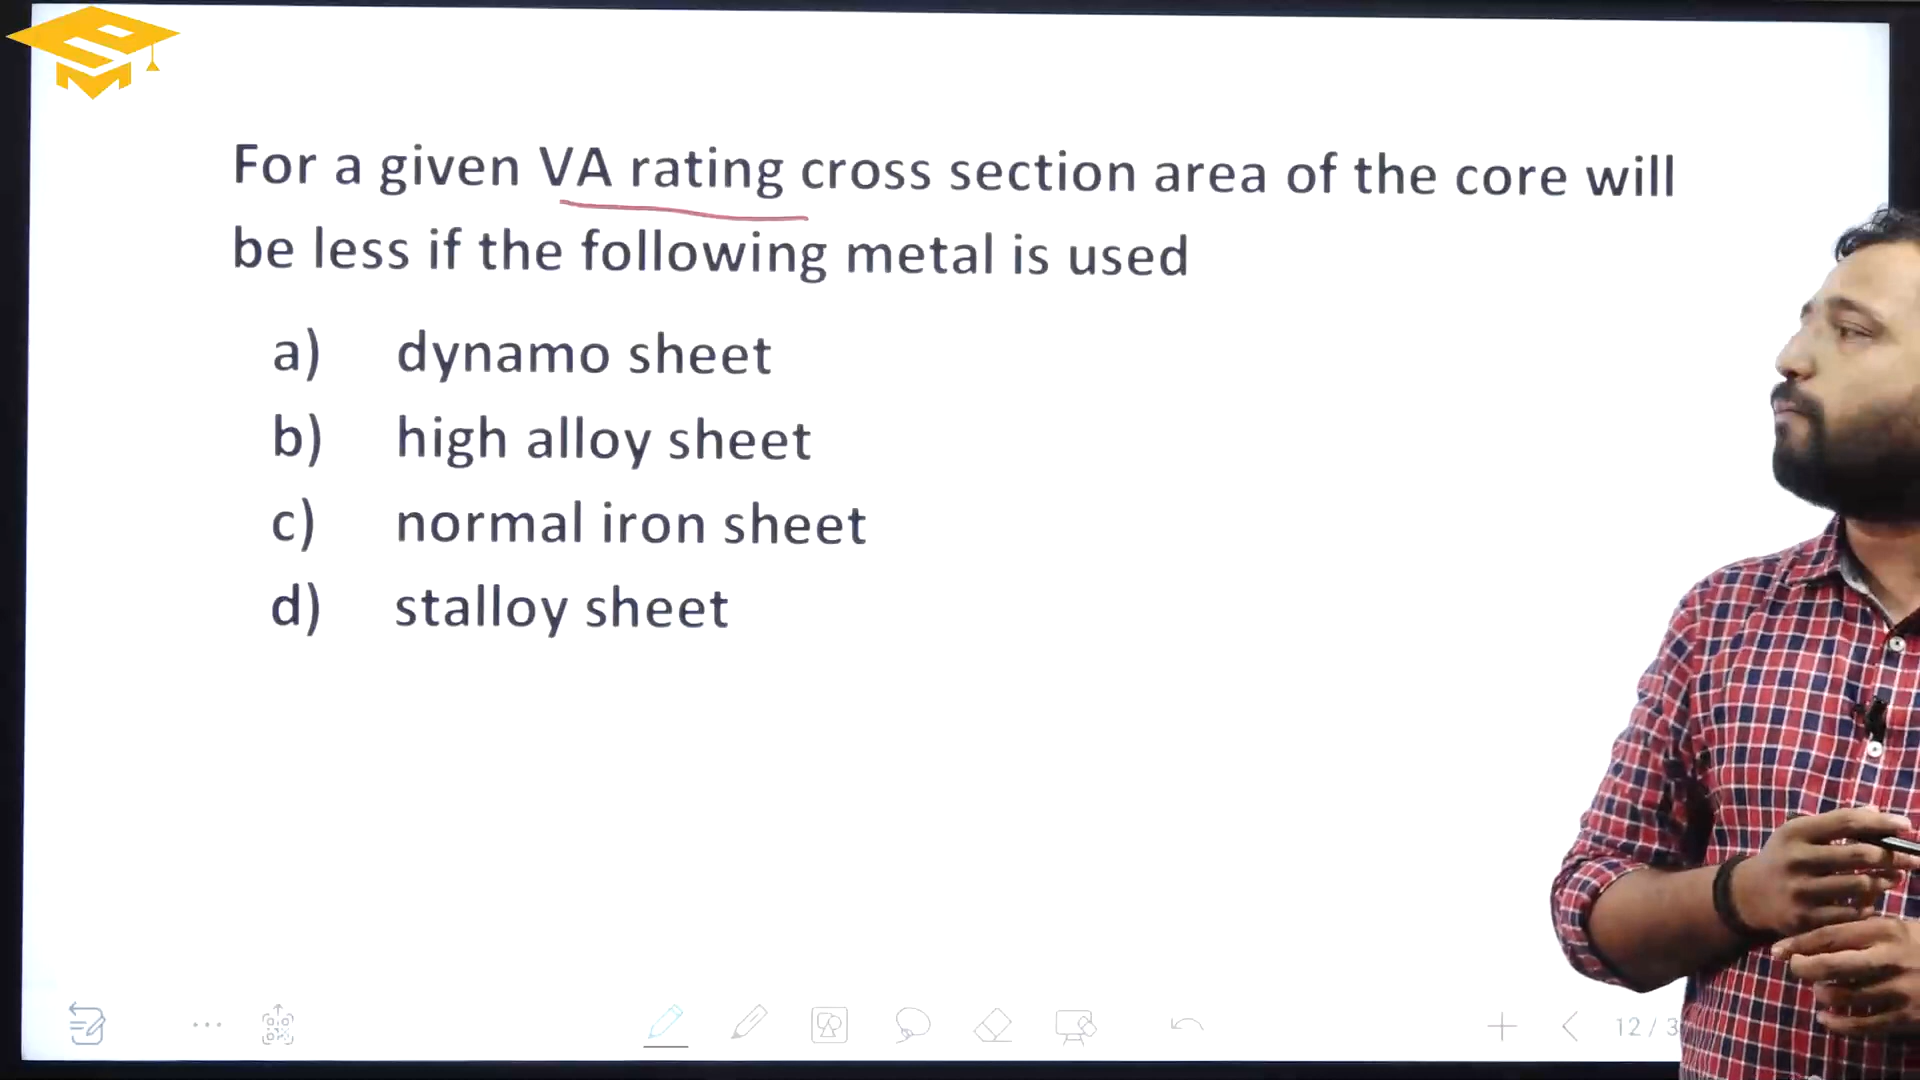 For a given VA rating cross section area of the core will
be less if the following metal is used
a) dynamo sheet
b) high alloy sheet
c) normal iron sheet
d) stalloy sheet
12 / 3